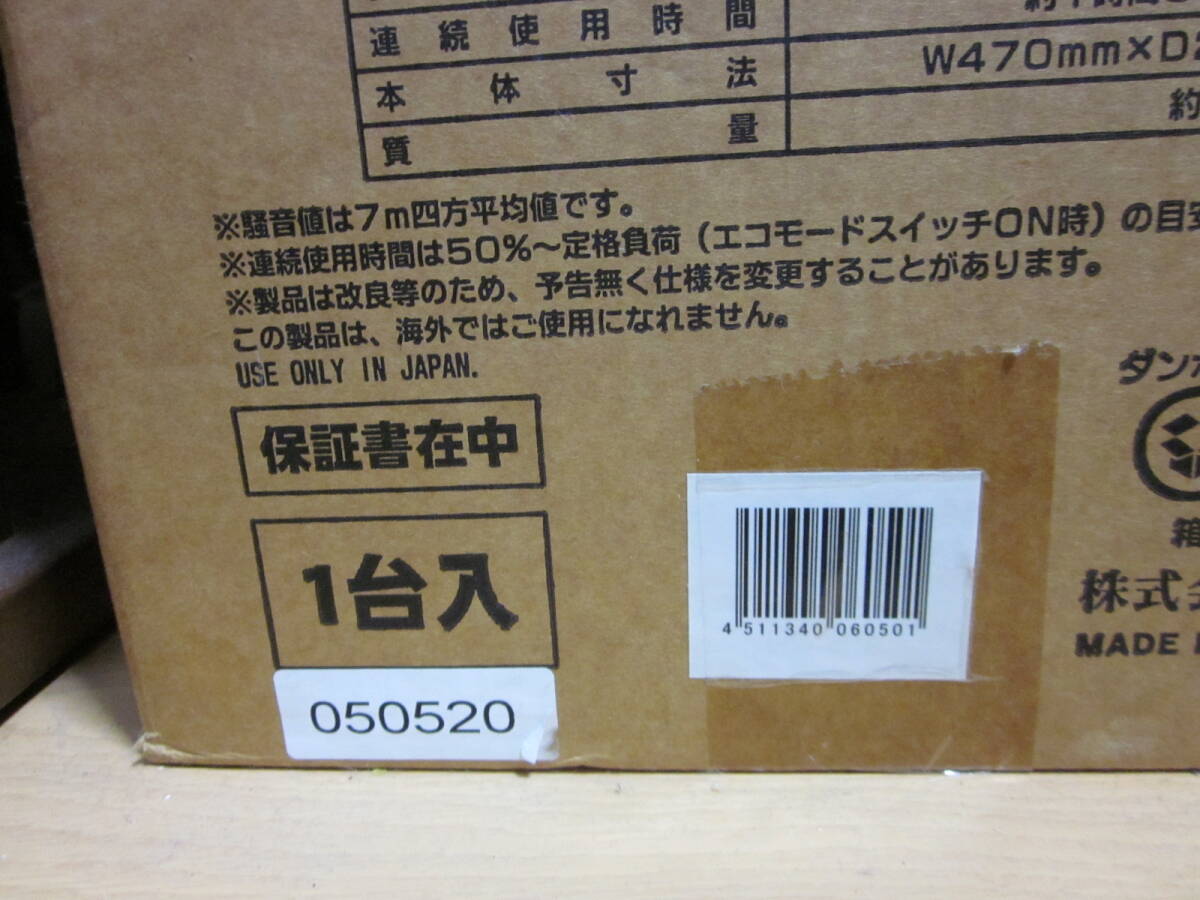 連続使用時間
本体寸法 W470mm×D
質量 約
※騒音値は7m四方平均値です。
※連続使用時間は50%～定格負荷（エコモードスイッチON時）の目
※製品は改良等のため、予告無く仕様を変更することがあります。
この製品は、海外ではご使用になれません。
USE ONLY IN JAPAN.
保証書在中
1台入
050520
4 511340 060501
ダン
箱
株式
MADE